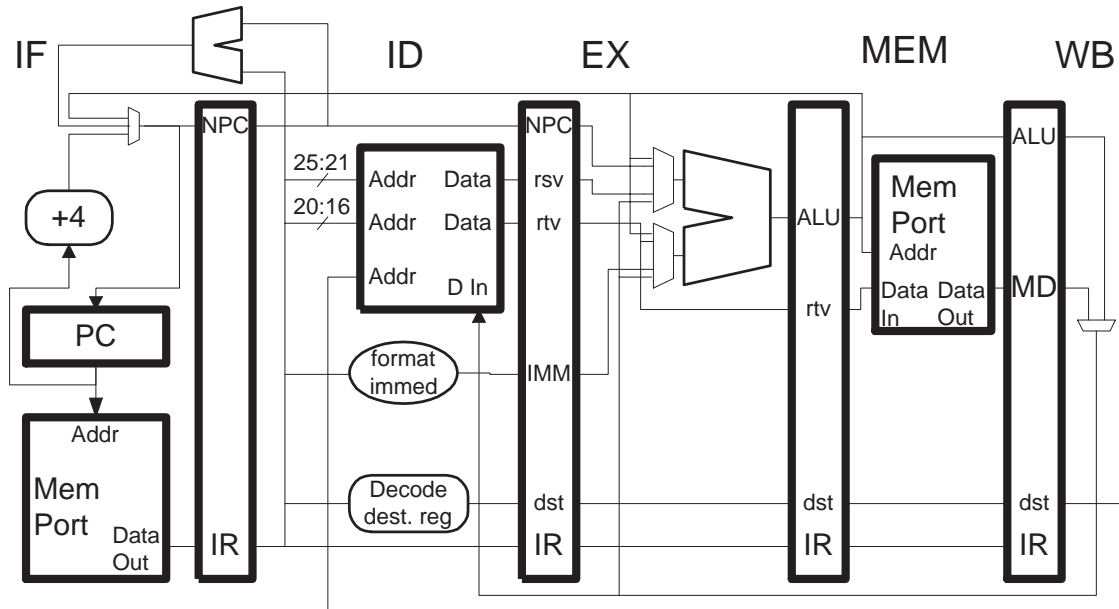 IF
ID
EX
MEM
WB
NPC
NPC
ALU
25:21
Addr
Data
rsv
Mem
Port
+4
20:16
Addr
Data
rtv
ALU
Addr
Addr
D In
Data
In
Data
Out
MD
PC
rtv
format
immed
IMM
Addr
Mem
Port
Decode
dest. reg
dst
dst
dst
Data
Out
IR
IR
IR
IR